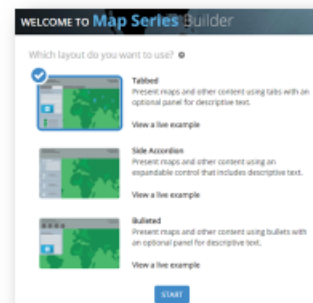 WELCOME TO Map Series Builder
Which layout do you want to use?
Tabbed
Present maps and other content using tabs with an
optional panel for descriptive text.
View a live example
Side Accordion
Present maps and other content using an
expandable control that includes descriptive text.
View a live example
Bulleted
Present maps and other content using bullets with
an optional panel for descriptive text.
View a live example
START